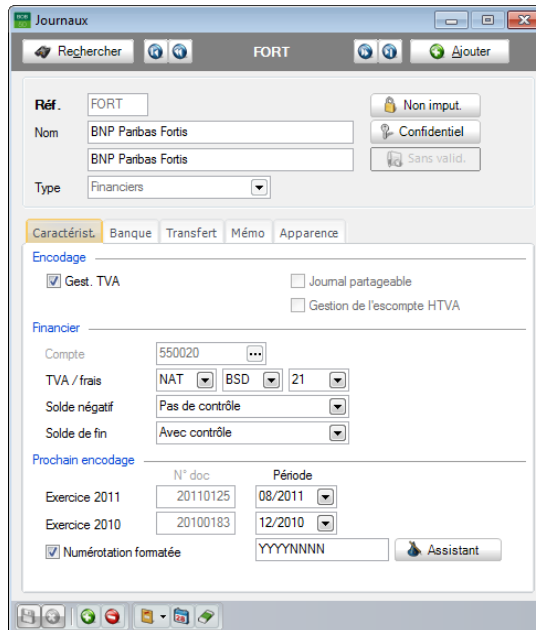 Journaux
Rechercher
FORT
Ajouter
Réf.
FORT
Non imput.
Nom
BNP Paribas Fortis
Confidentiel
BNP Paribas Fortis
Sans valid.
Type
Financiers
Caractérist.
Banque
Transfert
Mémo
Apparence
Encodage
Gest. TVA
Journal partageable
Gestion de l'escompte HTVA
Financier
Compte
550020
TVA / frais
NAT
BSD
21
Solde négatif
Pas de contrôle
Solde de fin
Avec contrôle
Prochain encodage
N° doc
Période
Exercice 2011
20110125
08/2011
Exercice 2010
20100183
12/2010
Numérotation formatée
YYYYNNNN
Assistant